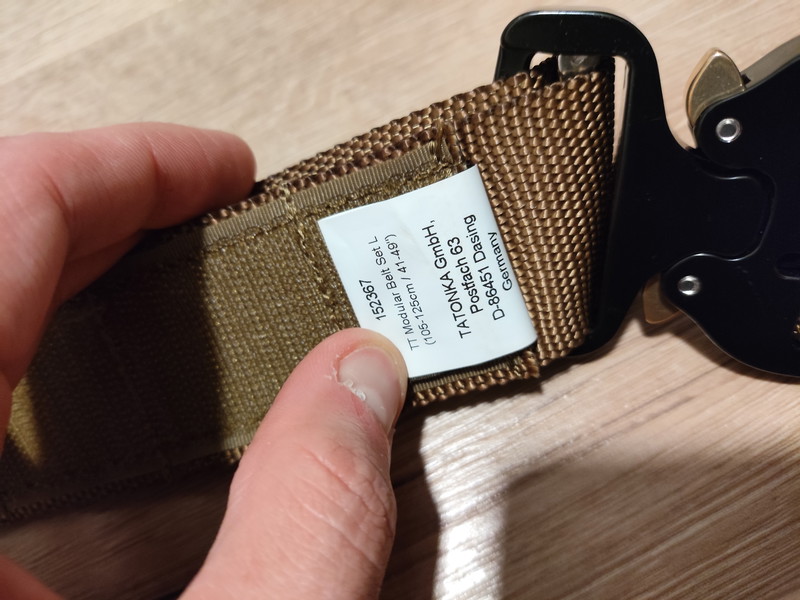 152367
TT Modular Belt Set L
(105-125cm / 41-49")
TATONKA GmbH,
Postfach 63
D-86451 Dasing
Germany